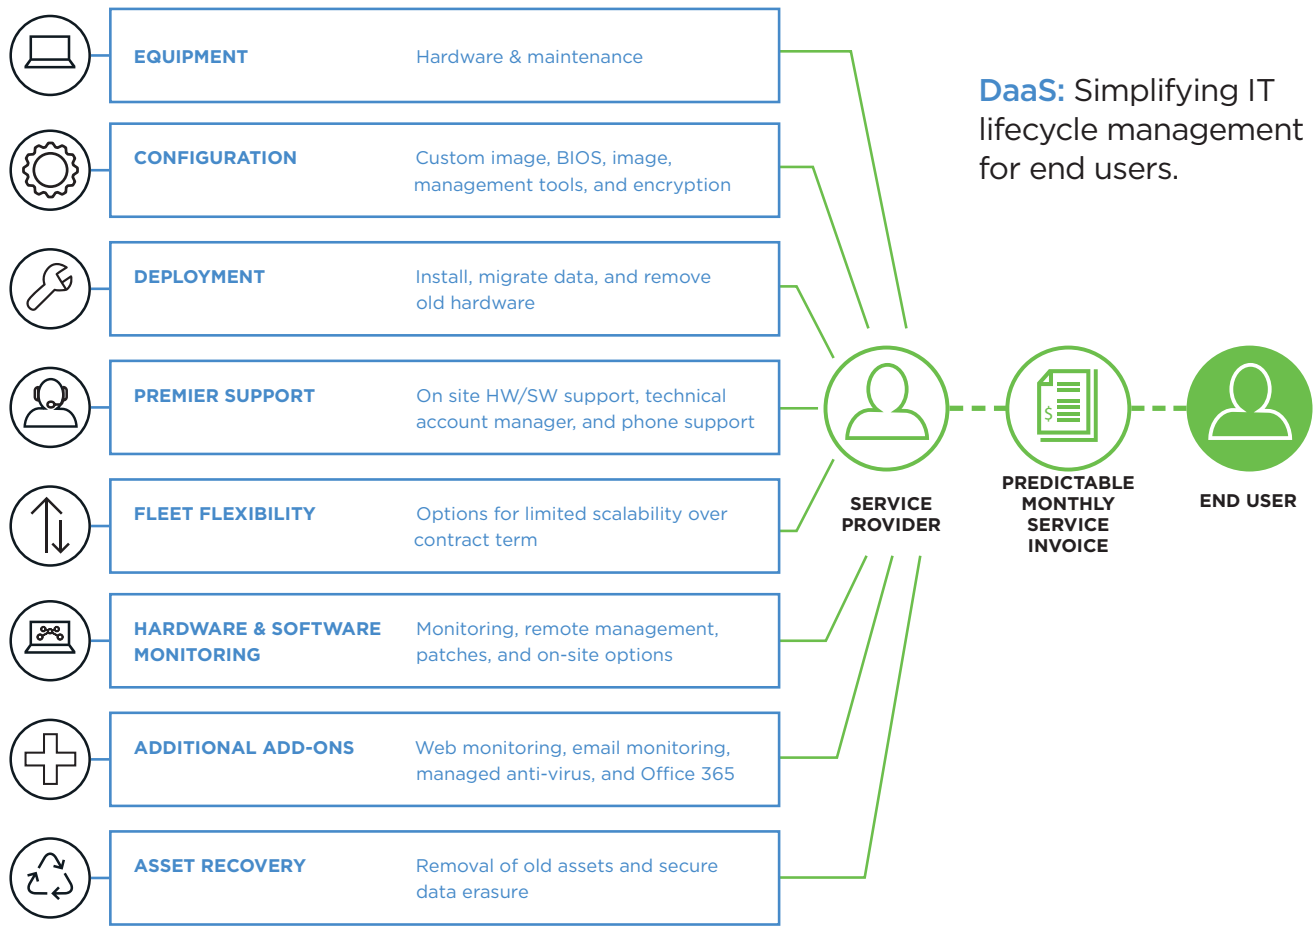 EQUIPMENT
Hardware & maintenance
CONFIGURATION
Custom image, BIOS, image,
management tools, and encryption
DEPLOYMENT
Install, migrate data, and remove
old hardware
PREMIER SUPPORT
On site HW/SW support, technical
account manager, and phone support
FLEET FLEXIBILITY
Options for limited scalability over
contract term
HARDWARE & SOFTWARE
MONITORING
Monitoring, remote management,
patches, and on-site options
ADDITIONAL ADD-ONS
Web monitoring, email monitoring,
managed anti-virus, and Office 365
ASSET RECOVERY
Removal of old assets and secure
data erasure
DaaS: Simplifying IT
lifecycle management
for end users.
SERVICE
PROVIDER
$
PREDICTABLE
MONTHLY
SERVICE
INVOICE
END USER